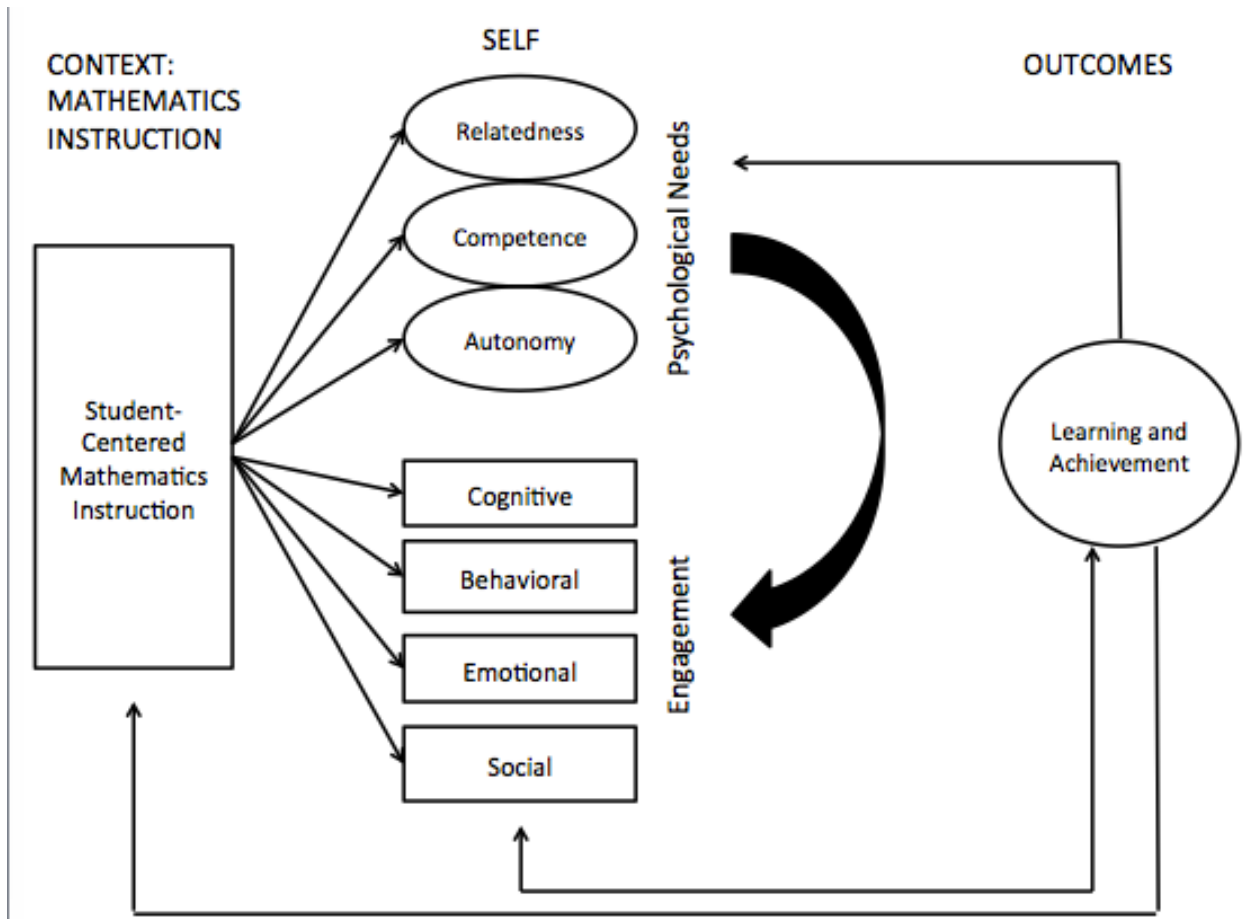 CONTEXT:
MATHEMATICS
INSTRUCTION
SELF
OUTCOMES
Student-
Centered
Mathematics
Instruction
Relatedness
Competence
Autonomy
Psychological Needs
Cognitive
Behavioral
Emotional
Social
Engagement
Learning and
Achievement